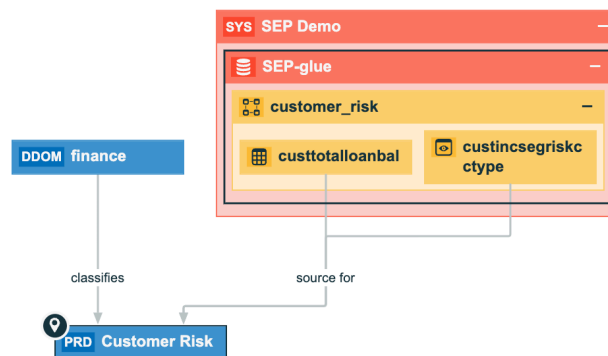 SYS SEP Demo
SEP-glue
customer_risk
DDOM finance
custtotalloanbal
custincsegriskc
ctype
classifies
source for
PRD Customer Risk